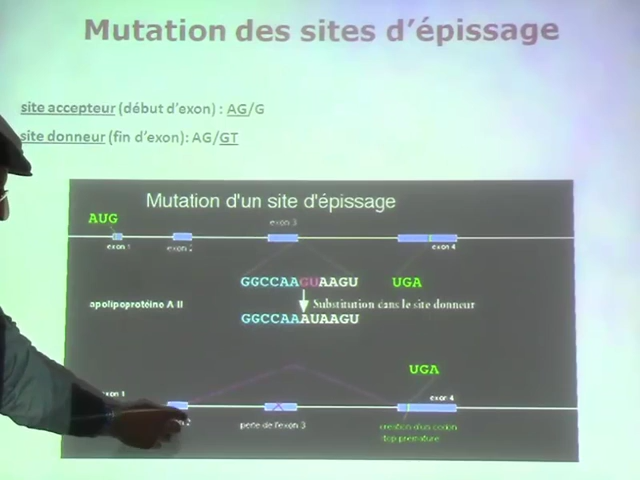 Mutation des sites d'épissage
site accepteur (début d'exon) : AG/G
site donneur (fin d'exon): AG/GT
Mutation d'un site d'épissage
AUG
exon 3
exon 1
exon
exon 4
GGCCAAGUAAGU UGA
apolipoprotéine A II
Substitution dans le site donneur
GGCCAAAUAAGU
UGA
exon 1
exon 4
2
perte de l'exon 3
création d'un codon
stop prématuré